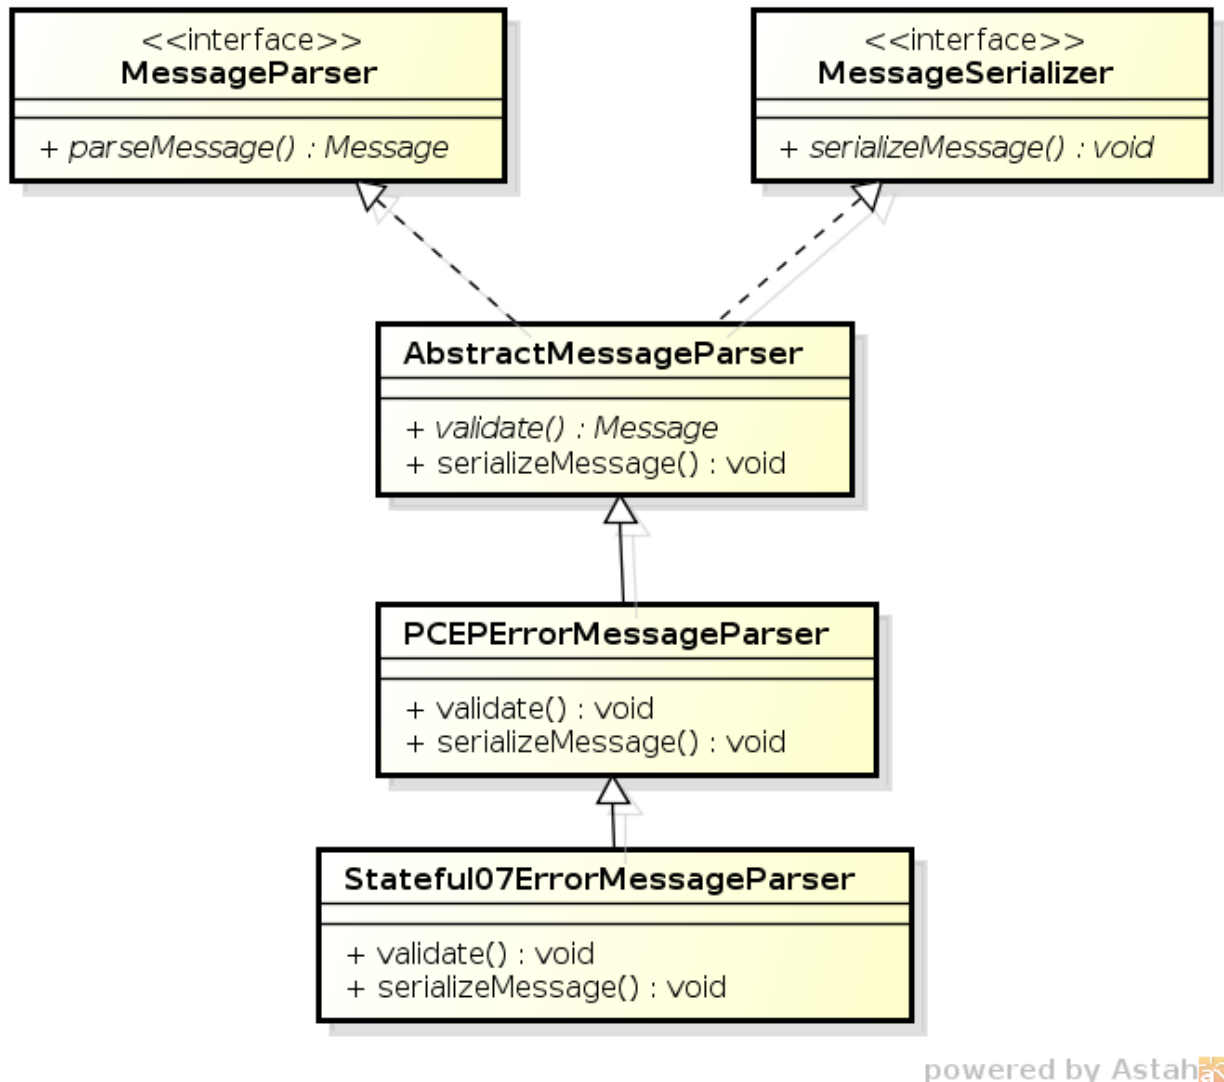 <<interface>>
MessageParser
+ parseMessage() : Message
<<interface>>
MessageSerializer
+ serializeMessage() : void
AbstractMessageParser
+ validate() : Message
+ serializeMessage() : void
PCEPErrorMessageParser
+ validate() : void
+ serializeMessage() : void
Stateful07ErrorMessageParser
+ validate() : void
+ serializeMessage() : void
powered by Astah